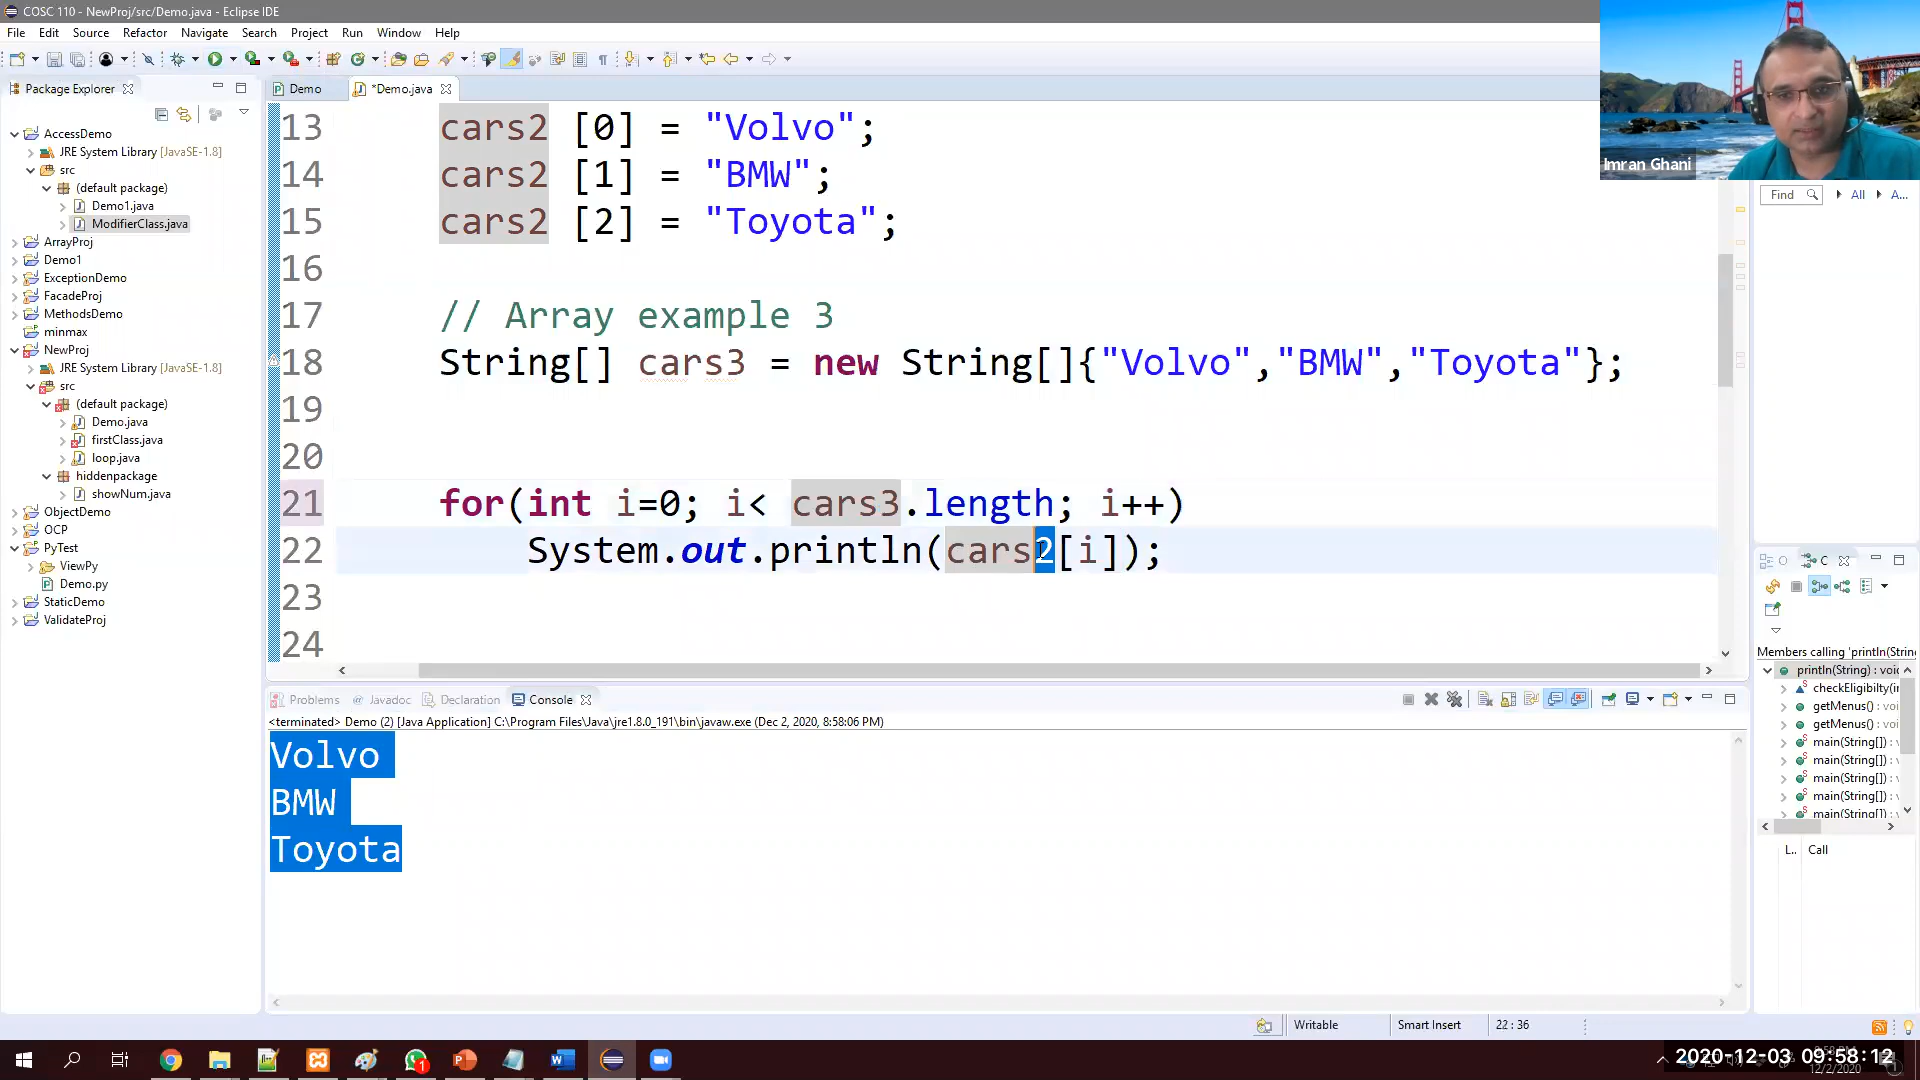 COSC 110 - NewProj/src/Demo.java - Eclipse IDE
File Edit Source Refactor Navigate Search Project Run Window Help
Package Explorer
Demo
*Demo.java
AccessDemo
JRE System Library [JavaSE-1.8]
src
(default package)
Demo1.java
ModifierClass.java
ArrayProj
Demo1
ExceptionDemo
FacadeProj
MethodsDemo
minmax
NewProj
JRE System Library [JavaSE-1.8]
src
(default package)
Demo.java
firstClass.java
loop.java
hiddenpackage
showNum.java
ObjectDemo
OCP
PyTest
ViewPy
Demo.py
StaticDemo
ValidateProj
13 cars2 [0] = "Volvo";
14 cars2 [1] = "BMW";
15 cars2 [2] = "Toyota";
16
17 // Array example 3
18 String[] cars3 = new String[]{"Volvo","BMW","Toyota"};
19
20
21 for(int i=0; i< cars3.length; i++)
22 System.out.println(cars2[i]);
23
24
Problems Javadoc Declaration Console
<terminated> Demo (2) [Java Application] C:\Program Files\Java\jre1.8.0_191\bin\javaw.exe (Dec 2, 2020, 8:58:06 PM)
Volvo
BMW
Toyota
Imran Ghani
Find All A...
O C
Members calling 'println(String
println(String) : void
checkEligibilty(in
getMenus() : voi
getMenus() : voi
main(String[]) : v
main(String[]) : v
main(String[]) : v
main(String[]) : v
main(String[]) : v
L.. Call
Writable Smart Insert 22 : 36
2020-12-03 09:58:12
12/2/2020